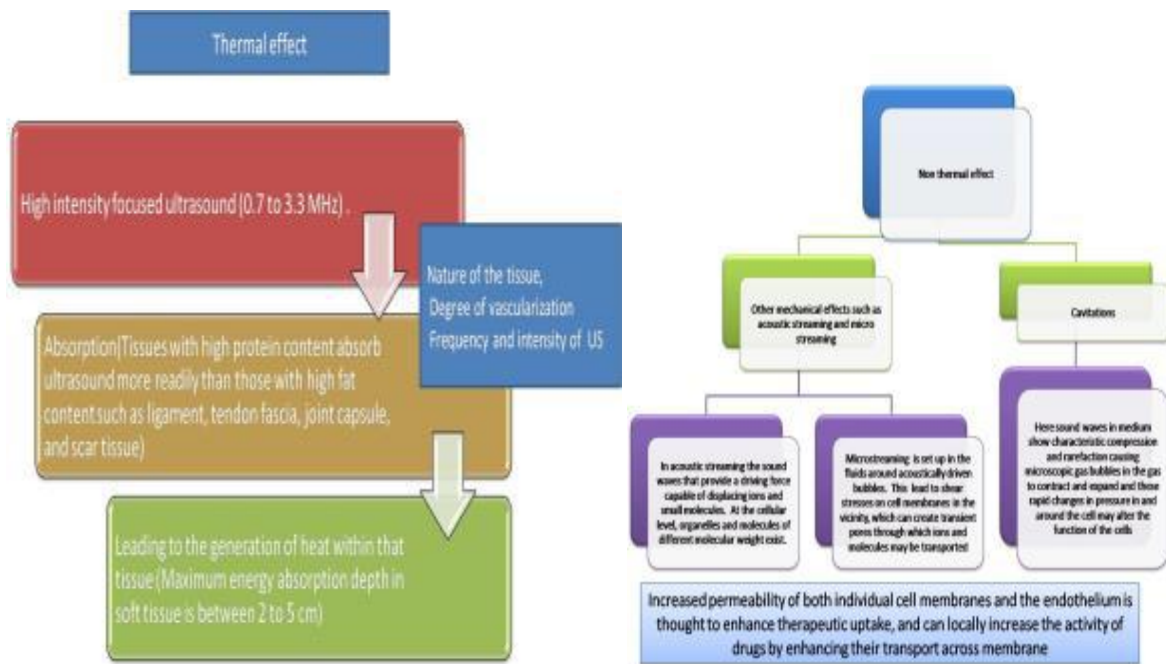 Thermal effect
High intensity focused ultrasound (0.7 to 3.3 MHz) .
Nature of the tissue,
Degree of vascularization
Frequency and intensity of US
Absorption(Tissues with high protein content absorb
ultrasound more readily than those with high fat
content such as ligament, tendon fascia, joint capsule,
and scar tissue)
Leading to the generation of heat within that
tissue (Maximum energy absorption depth in
soft tissue is between 2 to 5 cm)
Non thermal effect
Other mechanical effects such as
acoustic streaming and micro
streaming
Cavitations
In acoustic streaming the sound
waves that provide a driving force
capable of displacing ions and
small molecules. At the cellular
level, organelles and molecules of
different molecular weight exist.
Microstreaming is set up in the
fluids around acoustically driven
bubbles. This lead to shear
stresses on cell membranes in the
vicinity, which can create transient
pores through which ions and
molecules may be transported
Here sound waves in medium
show characteristic compression
and rarefaction causing
microscopic gas bubbles in the gas
to contract and expand and those
rapid changes in pressure in and
around the cell may alter the
function of the cells
Increased permeability of both individual cell membranes and the endothelium is
thought to enhance therapeutic uptake, and can locally increase the activity of
drugs by enhancing their transport across membrane